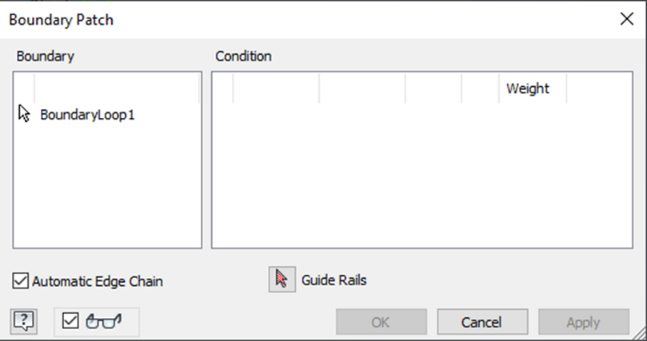 Boundary Patch
Boundary Condition
Weight
BoundaryLoop1
Automatic Edge Chain Guide Rails
? OK Cancel Apply